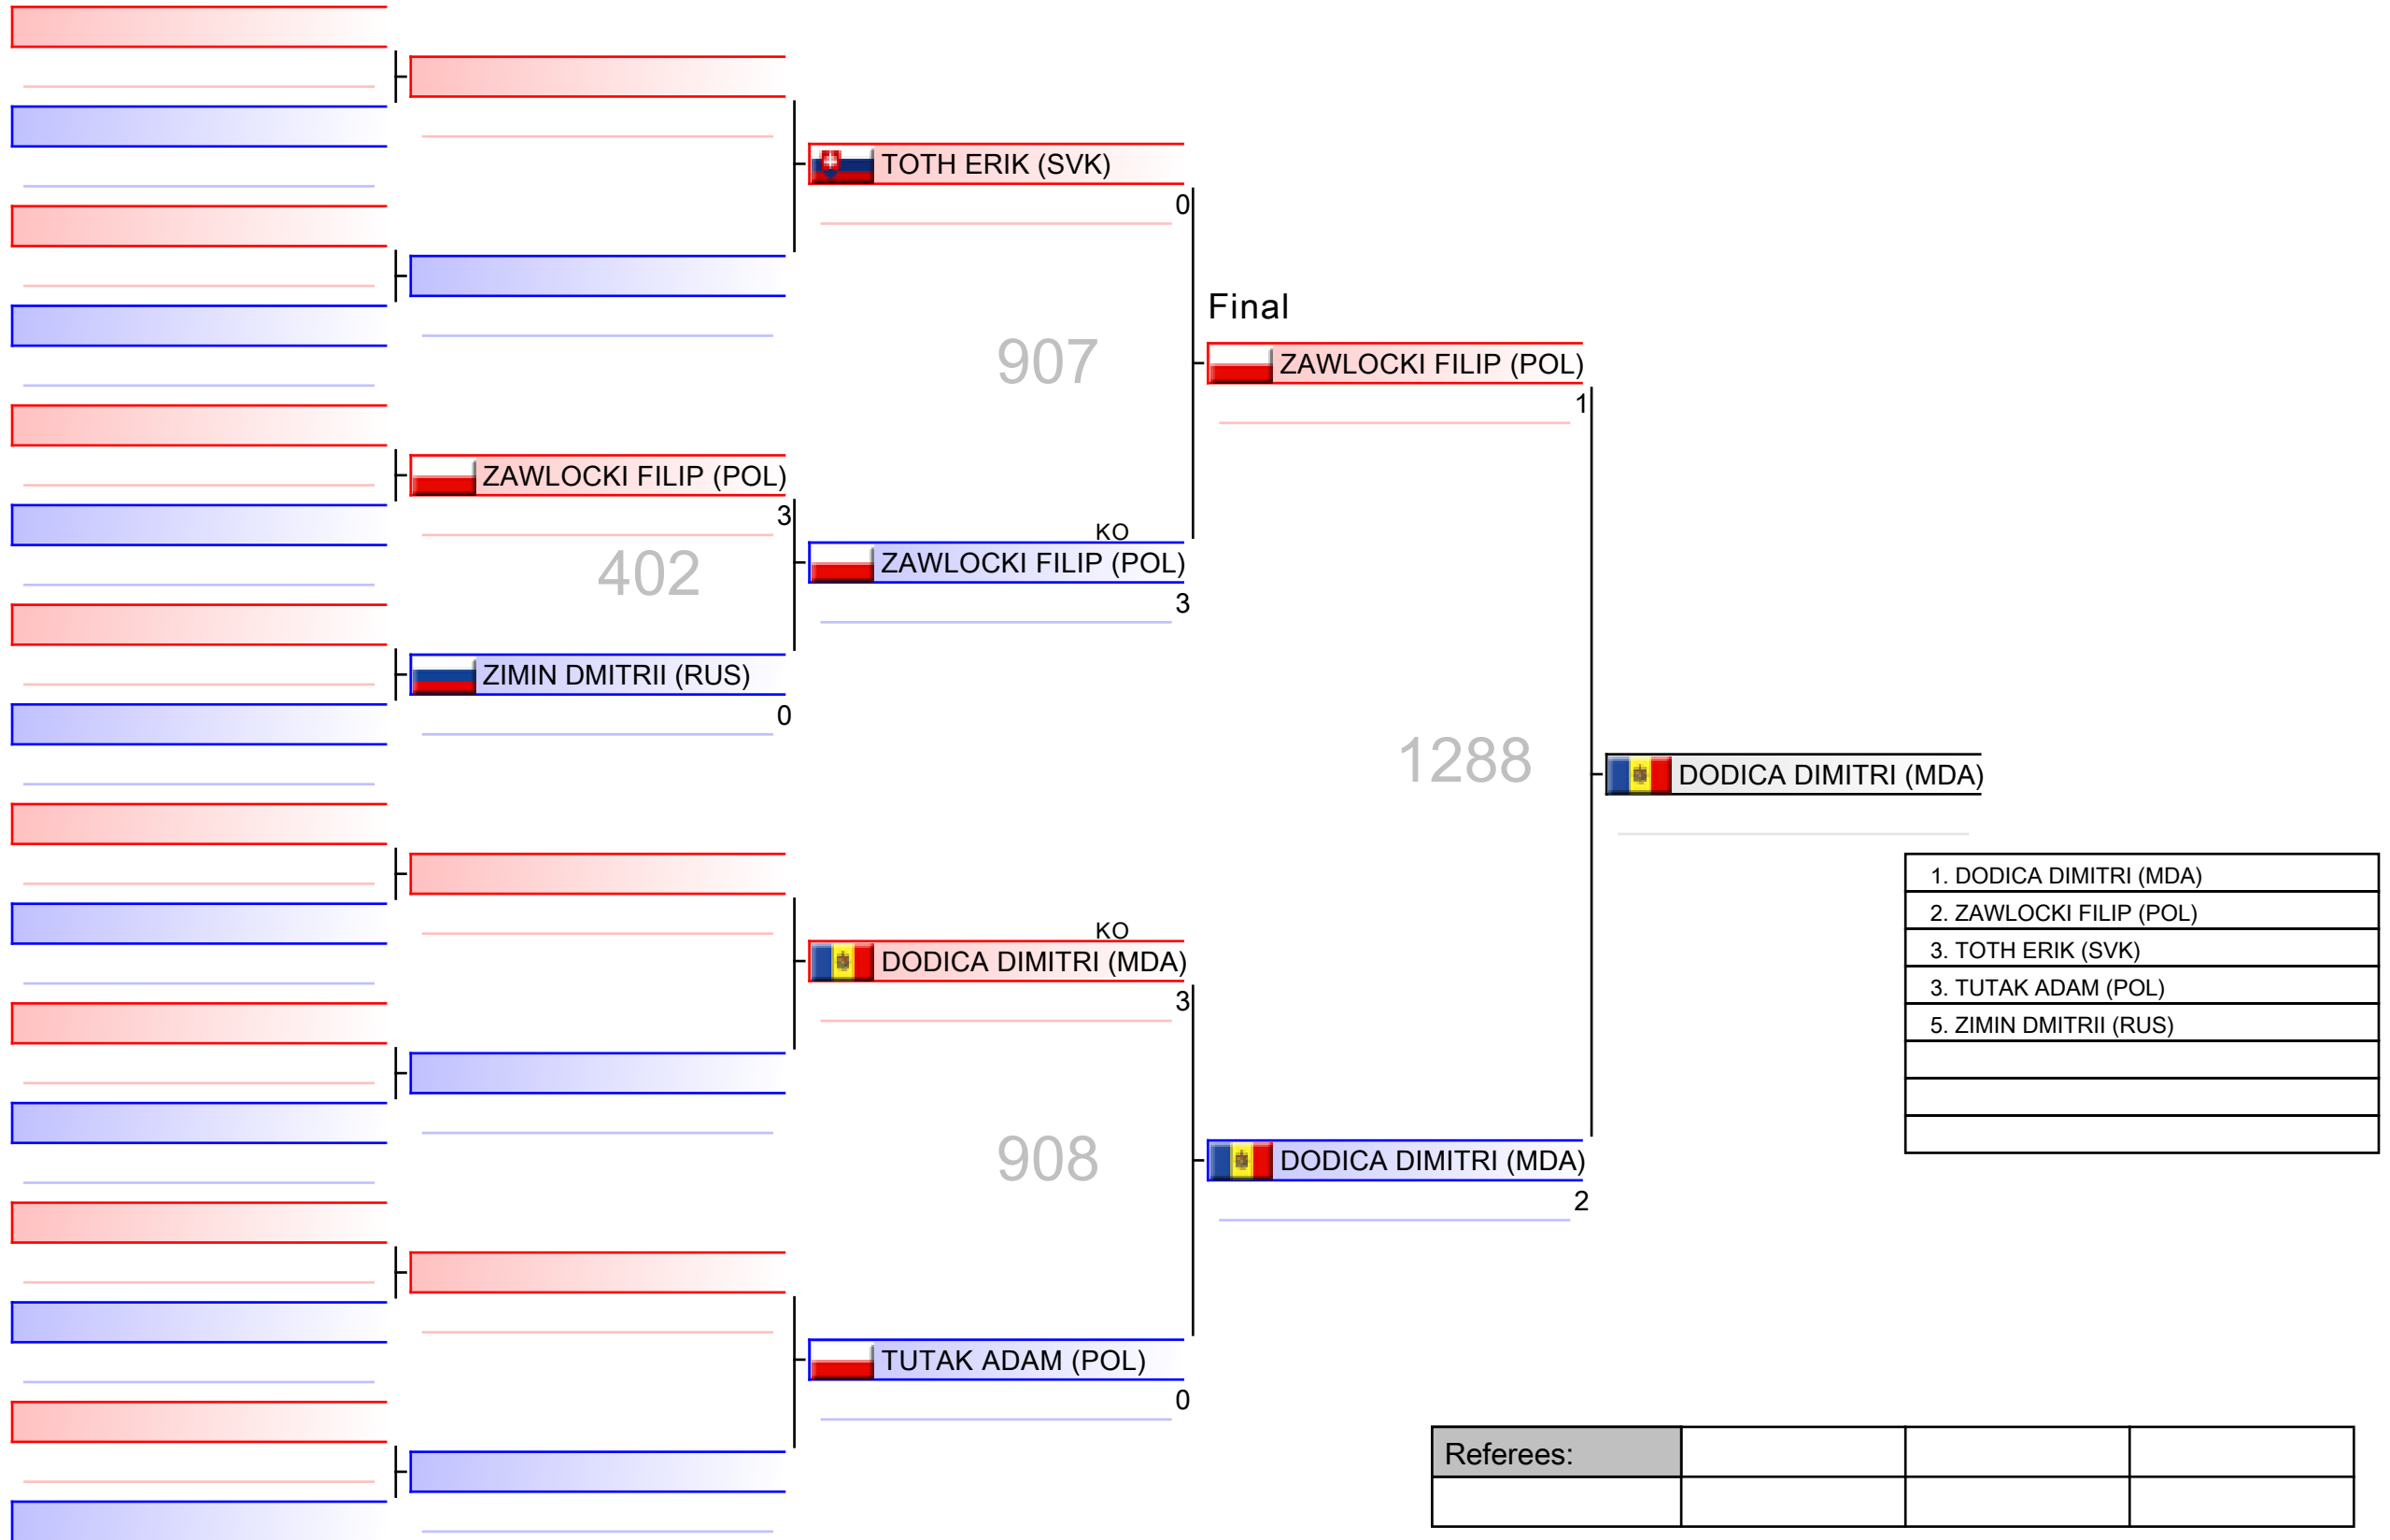 TOTH ERIK (SVK)
0
907
Final
ZAWLOCKI FILIP (POL)
1
ZAWLOCKI FILIP (POL)
3
402
KO
ZAWLOCKI FILIP (POL)
3
ZIMIN DMITRII (RUS)
0
1288
DODICA DIMITRI (MDA)
1. DODICA DIMITRI (MDA)
2. ZAWLOCKI FILIP (POL)
3. TOTH ERIK (SVK)
3. TUTAK ADAM (POL)
5. ZIMIN DMITRII (RUS)
KO
DODICA DIMITRI (MDA)
3
908
DODICA DIMITRI (MDA)
2
TUTAK ADAM (POL)
0
Referees: